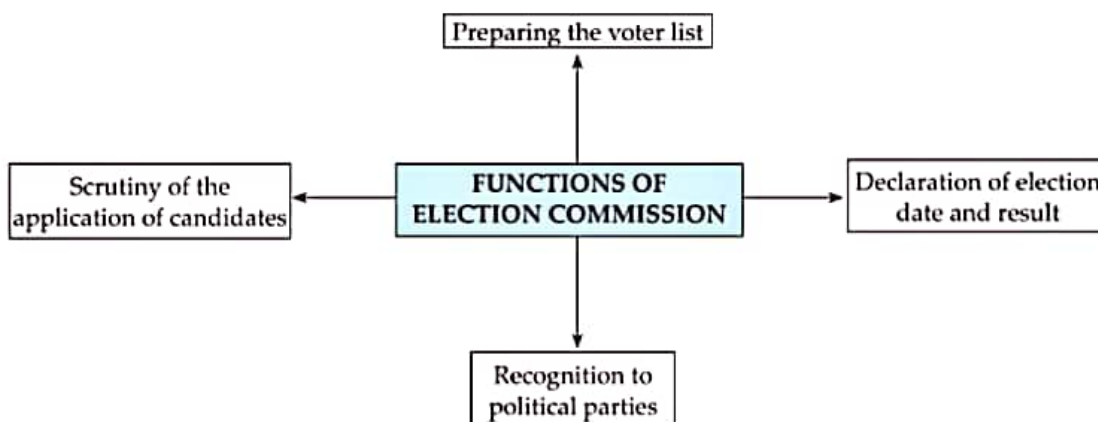 Preparing the voter list
Scrutiny of the
application of candidates
FUNCTIONS OF
ELECTION COMMISSION
Declaration of election
date and result
Recognition to
political parties